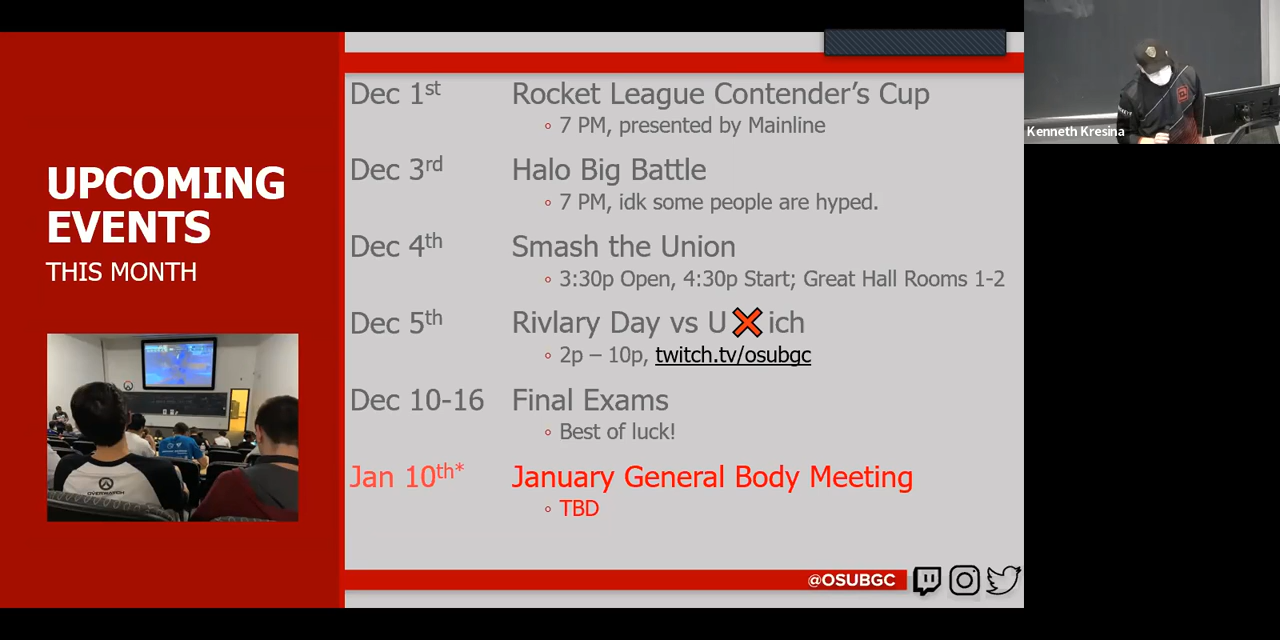 UPCOMING
EVENTS
THIS MONTH
OVERWATCH
Dec 1st Rocket League Contender’s Cup
◦ 7 PM, presented by Mainline
Dec 3rd Halo Big Battle
◦ 7 PM, idk some people are hyped.
Dec 4th Smash the Union
◦ 3:30p Open, 4:30p Start; Great Hall Rooms 1-2
Dec 5th Rivlary Day vs U❌ich
◦ 2p – 10p, twitch.tv/osubgc
Dec 10-16 Final Exams
◦ Best of luck!
Jan 10th* January General Body Meeting
◦ TBD
@OSUBGC
Kenneth Kresina